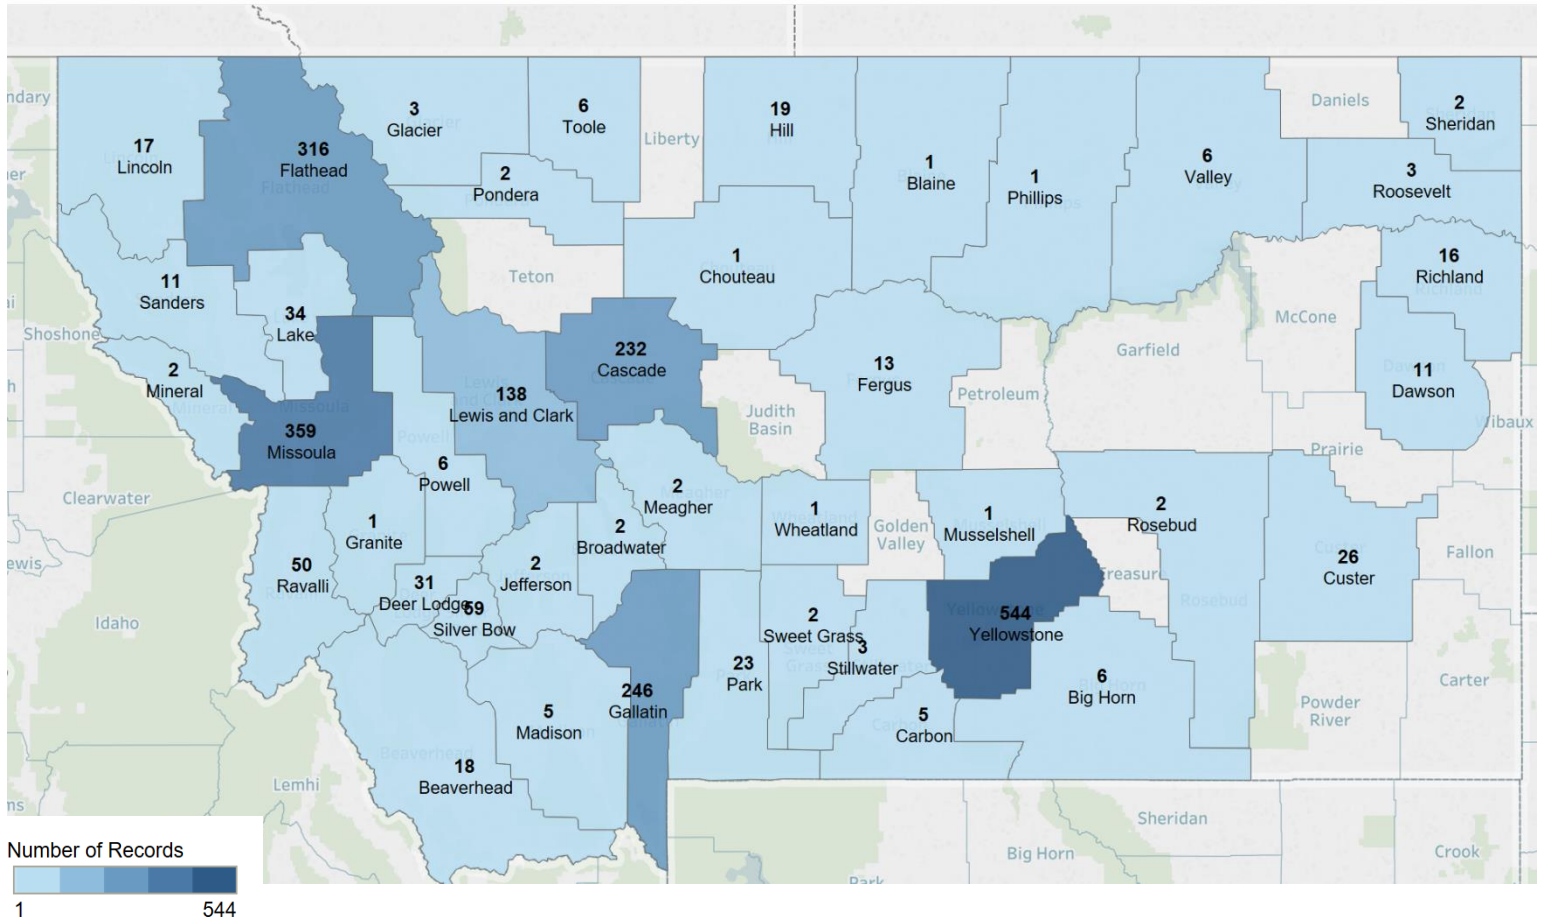 ndary
3
Glacier
6
Toole
Liberty
19
Hill
Daniels
2
Sheridan
17
Lincoln
316
Flathead
2
Pondera
1
Blaine
1
Phillips
6
Valley
3
Roosevelt
11
Sanders
Teton
1
Chouteau
16
Richland
34
Lake
Shoshone
McCone
2
Mineral
232
Cascade
13
Fergus
Garfield
11
Dawson
138
Lewis and Clark
Judith
Basin
Petroleum
Wibaux
359
Missoula
Prairie
6
Powell
Clearwater
2
Meagher
1
Wheatland
Golden
Valley
1
Musselshell
2
Rosebud
Fallon
1
Granite
2
Broadwater
26
Custer
ewis
50
Ravalli
31
Deer Lodge
2
Jefferson
Treasure
Rosebud
59
Silver Bow
Idaho
2
Sweet Grass
544
Yellowstone
3
Stillwater
23
Park
6
Big Horn
Carter
246
Gallatin
5
Madison
5
Carbon
Powder
River
18
Beaverhead
Lemhi
Sheridan
Big Horn
Crook
Park
Number of Records
1 544